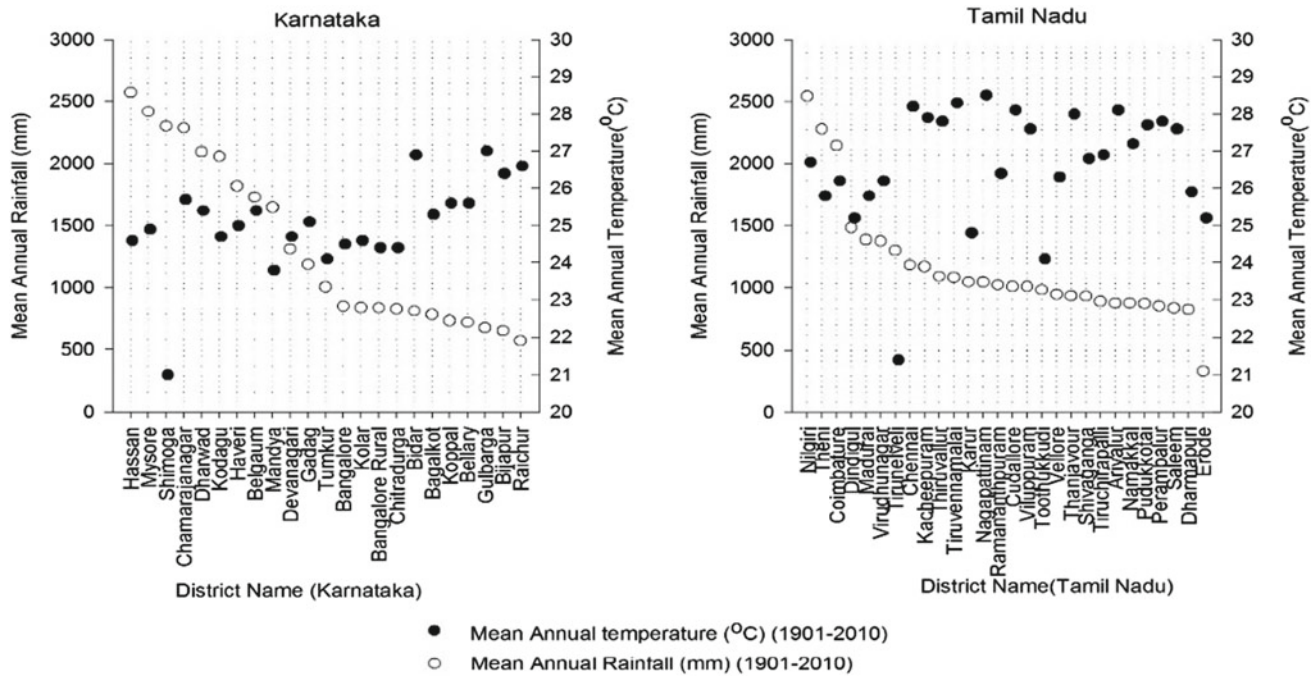 Karnataka
3000
2500
2000
1500
1000
500
0
Mean Annual Rainfall (mm)
30
29
28
27
26
25
24
23
22
21
20
Mean Annual Temperature(°C)
Hassan
Mysore
Shimoga
Chamarajanagar
Dharwad
Kodagu
Haveri
Belgaum
Mandya
Devanagari
Gadag
Tumkur
Bangalore
Kolar
Bangalore Rural
Chitradurga
Bidar
Bagalkot
Koppal
Bellary
Gulbarga
Bijapur
Raichur
District Name (Karnataka)
Tamil Nadu
3000
2500
2000
1500
1000
500
0
Mean Annual Rainfall (mm)
30
29
28
27
26
25
24
23
22
21
20
Mean Annual Temperature(°C)
Nilgiri
Theni
Coimbature
Dindigul
Madurai
Virudhunagar
Tirunelveli
Chennai
Kacheepuram
Thiruvalur
Tiruvennamalai
Karur
Nagapattunam
Ramananthpuram
Cudallore
Viluppuram
Toothukkudi
Vellore
Thanjavour
Shivaganga
Tiruchirapalli
Ariyalur
Namakkal
Pudukkotai
Perambalur
Saleem
Dharmapuri
Erode
District Name(Tamil Nadu)
Mean Annual temperature (°C) (1901-2010)
Mean Annual Rainfall (mm) (1901-2010)